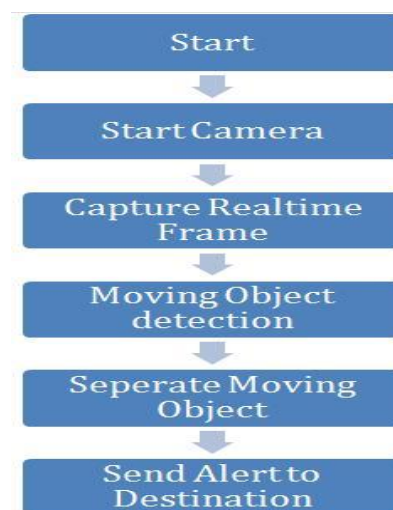 Start
Start Camera
Capture Realtime
Frame
Moving Object
detection
Seperate Moving
Object
Send Alert to
Destination